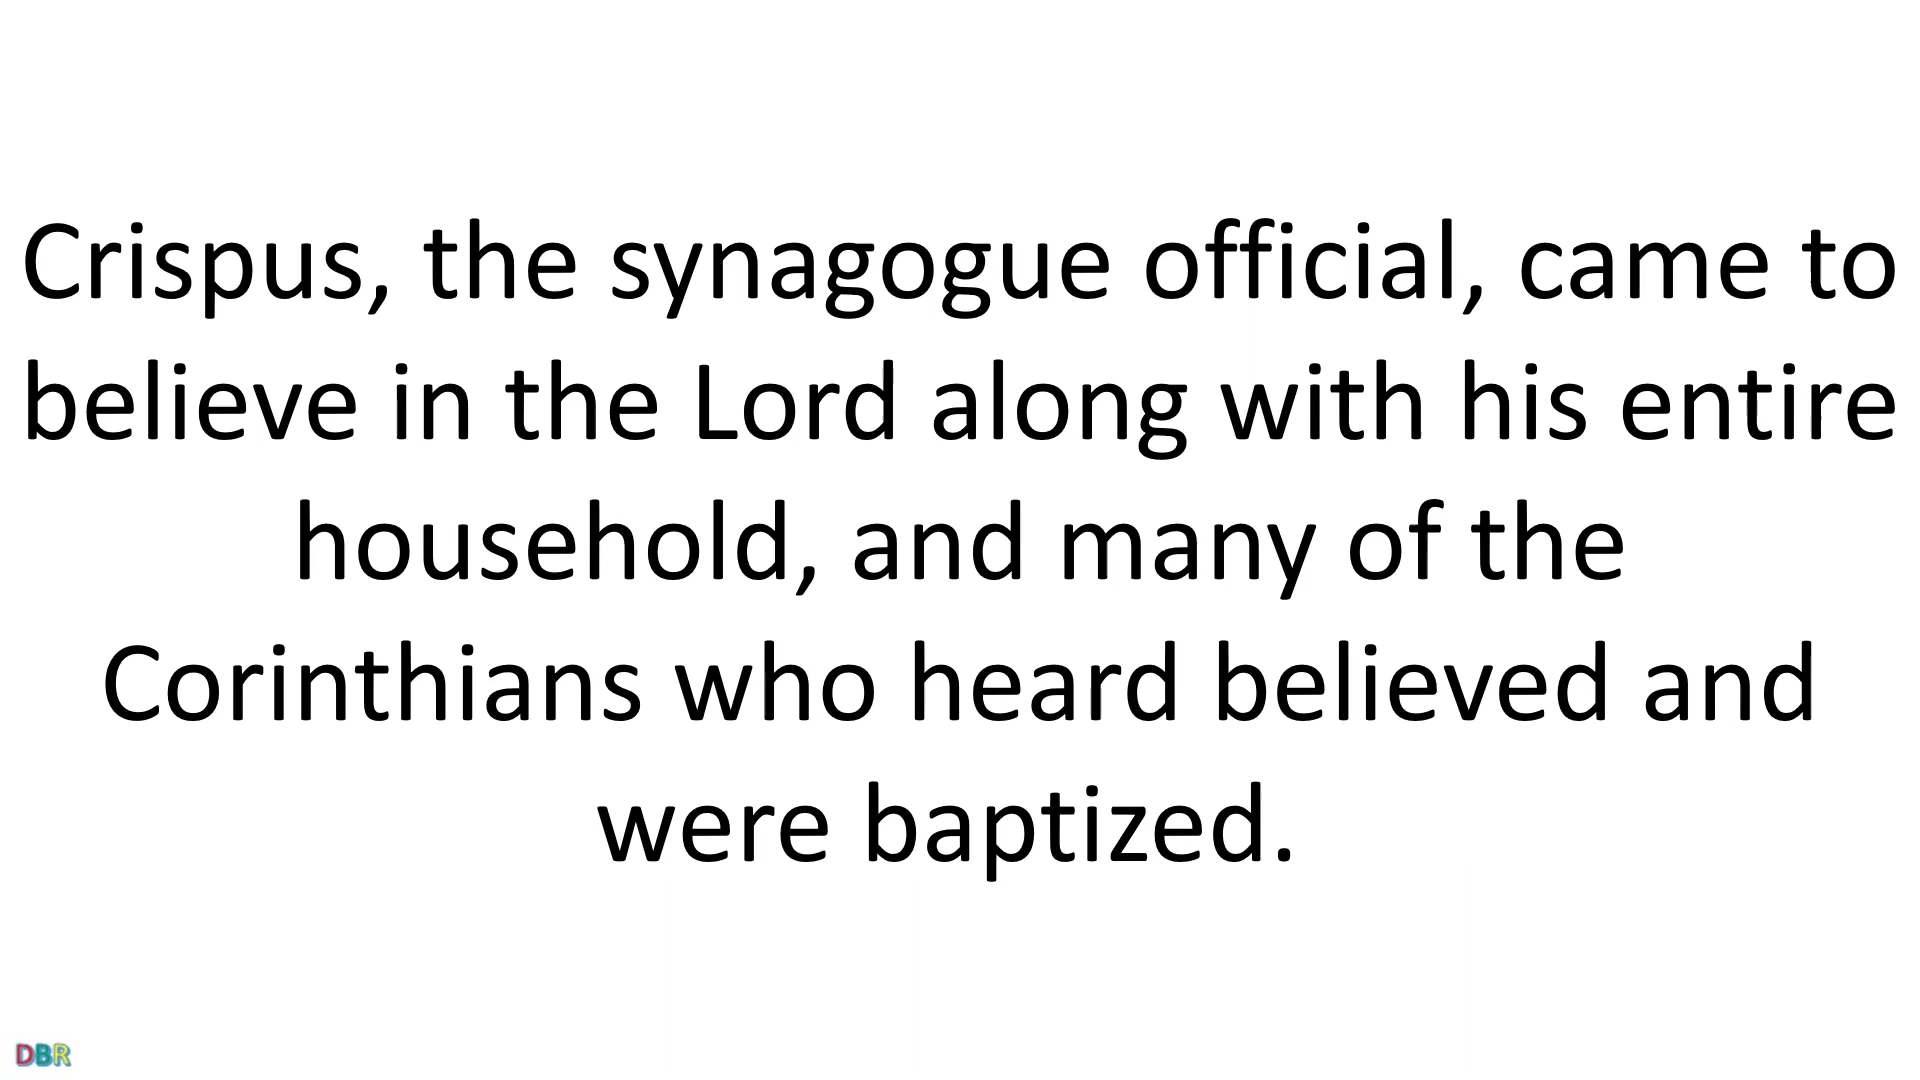 Crispus, the synagogue official, came to
believe in the Lord along with his entire
household, and many of the
Corinthians who heard believed and
were baptized.
DBR